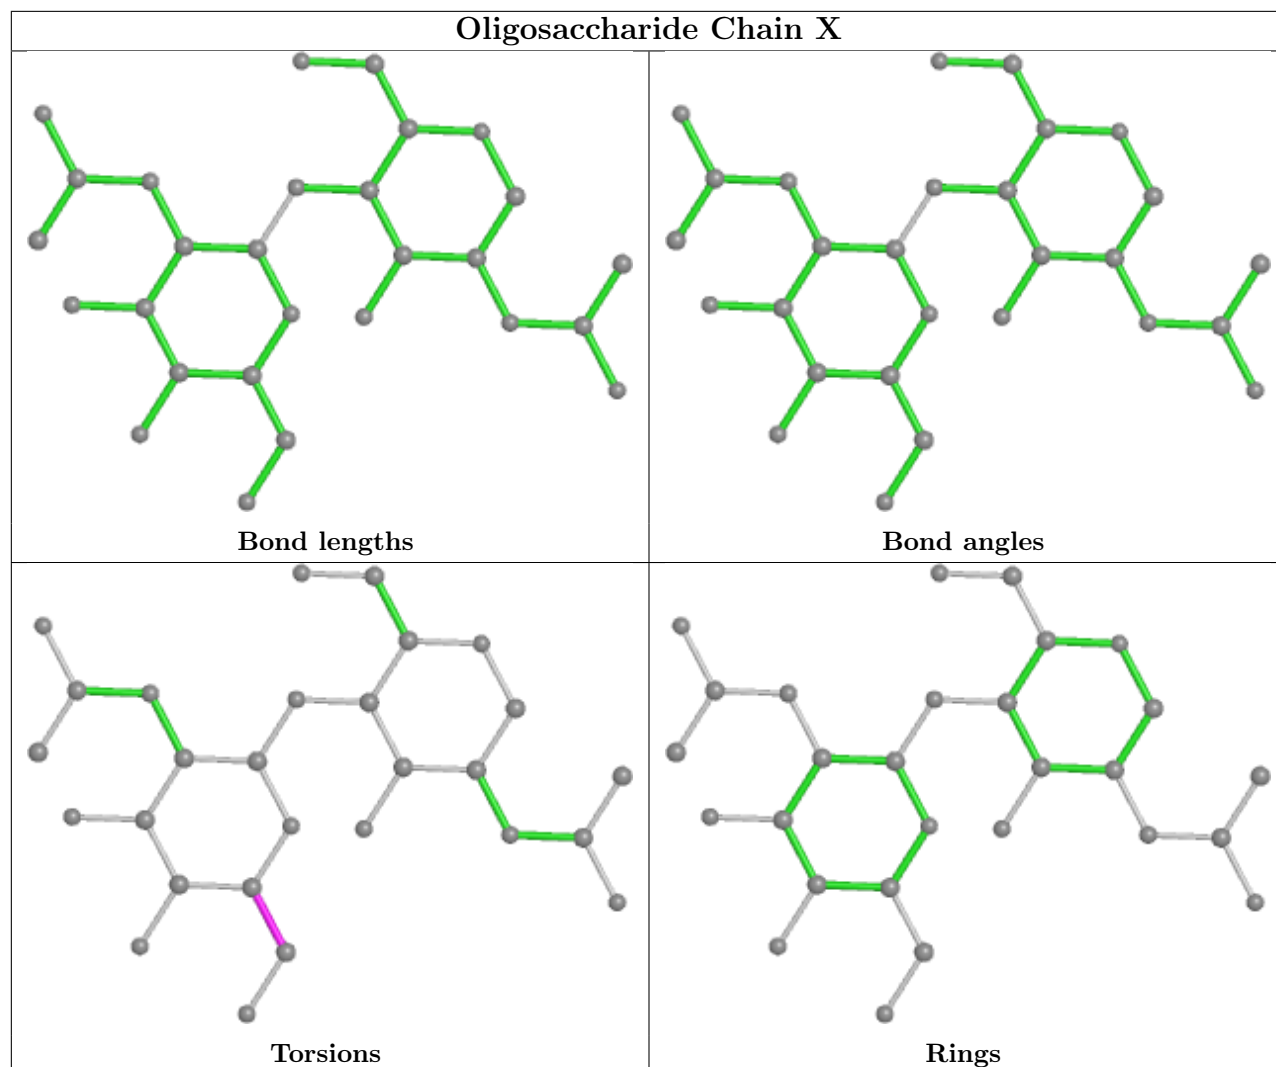 Oligosaccharide Chain X
Bond lengths
Bond angles
Torsions
Rings